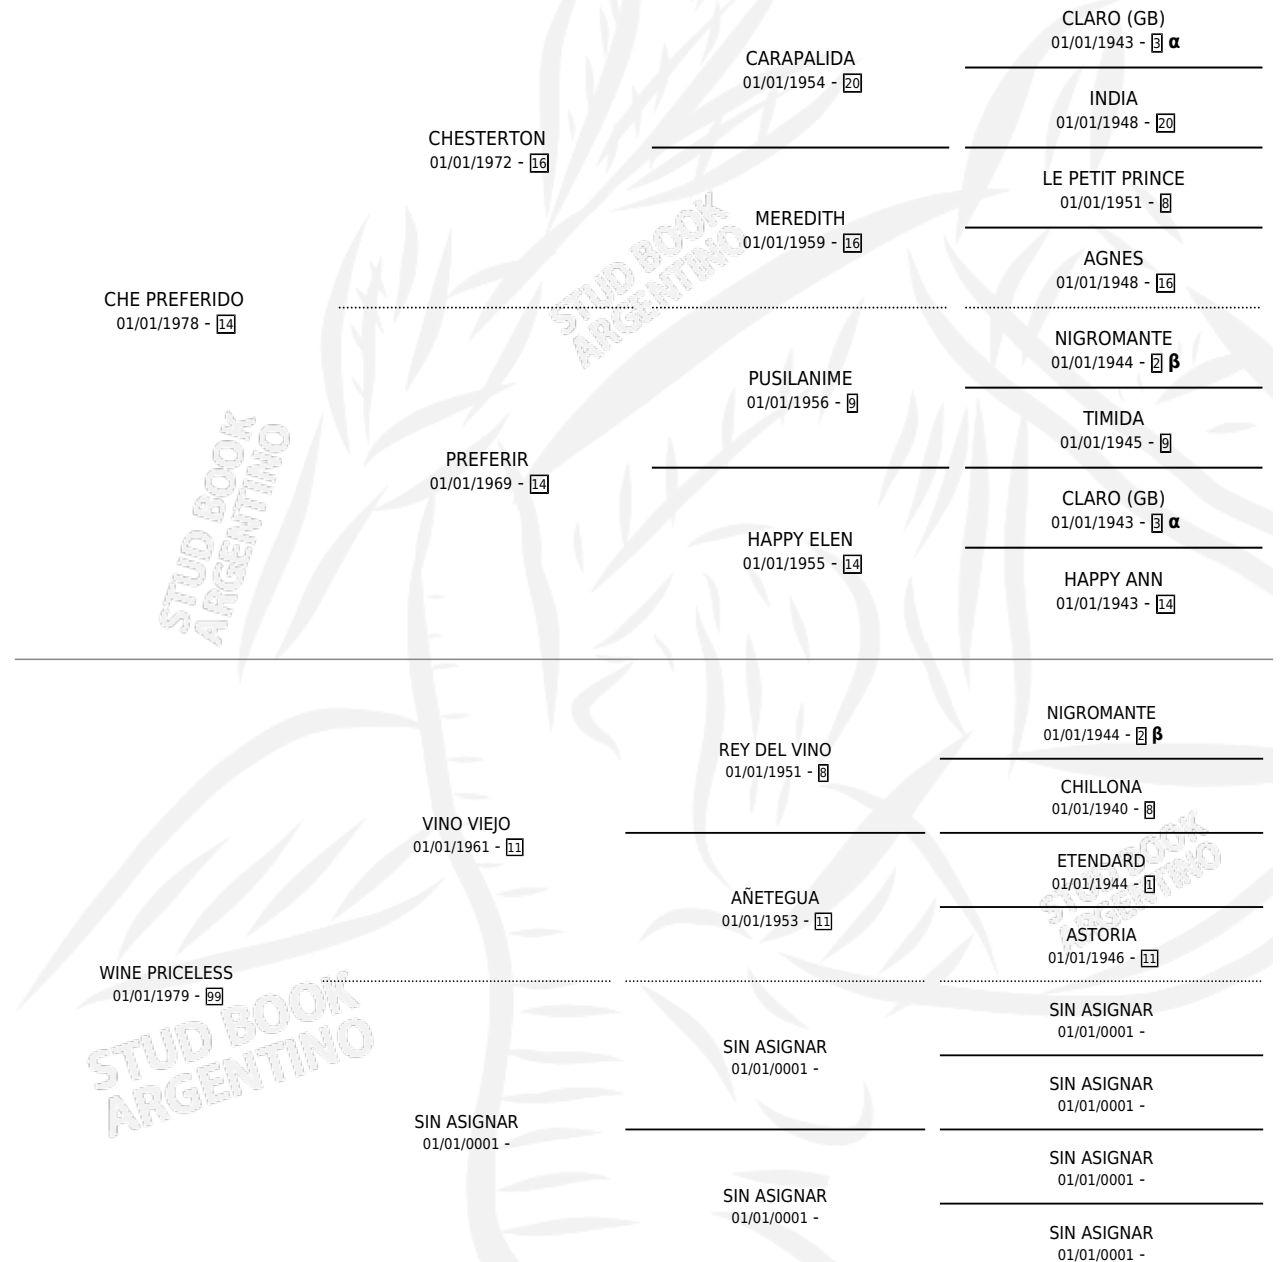 CLARO (GB)
01/01/1943 - 3 α
CARAPALIDA
01/01/1954 - 20
INDIA
01/01/1948 - 20
CHESTERTON
01/01/1972 - 16
LE PETIT PRINCE
01/01/1951 - 8
MEREDITH
01/01/1959 - 16
AGNES
01/01/1948 - 16
CHE PREFERIDO
01/01/1978 - 14
NIGROMANTE
01/01/1944 - 2 β
PUSILANIME
01/01/1956 - 9
TIMIDA
01/01/1945 - 9
PREFERIR
01/01/1969 - 14
CLARO (GB)
01/01/1943 - 3 α
HAPPY ELEN
01/01/1955 - 14
HAPPY ANN
01/01/1943 - 14
NIGROMANTE
01/01/1944 - 2 β
REY DEL VINO
01/01/1951 - 8
CHILLONA
01/01/1940 - 8
VINO VIEJO
01/01/1961 - 11
ETENDARD
01/01/1944 - 1
AÑETEGUA
01/01/1953 - 11
ASTORIA
01/01/1946 - 11
WINE PRICELESS
01/01/1979 - 99
SIN ASIGNAR
01/01/0001 -
SIN ASIGNAR
01/01/0001 -
SIN ASIGNAR
01/01/0001 -
SIN ASIGNAR
01/01/0001 -
SIN ASIGNAR
01/01/0001 -
SIN ASIGNAR
01/01/0001 -
SIN ASIGNAR
01/01/0001 -
STUD BOOK
ARGENTINO
STUD BOOK
ARGENTINO
STUD BOOK
ARGENTINO
STUD BOOK
ARGENTINO